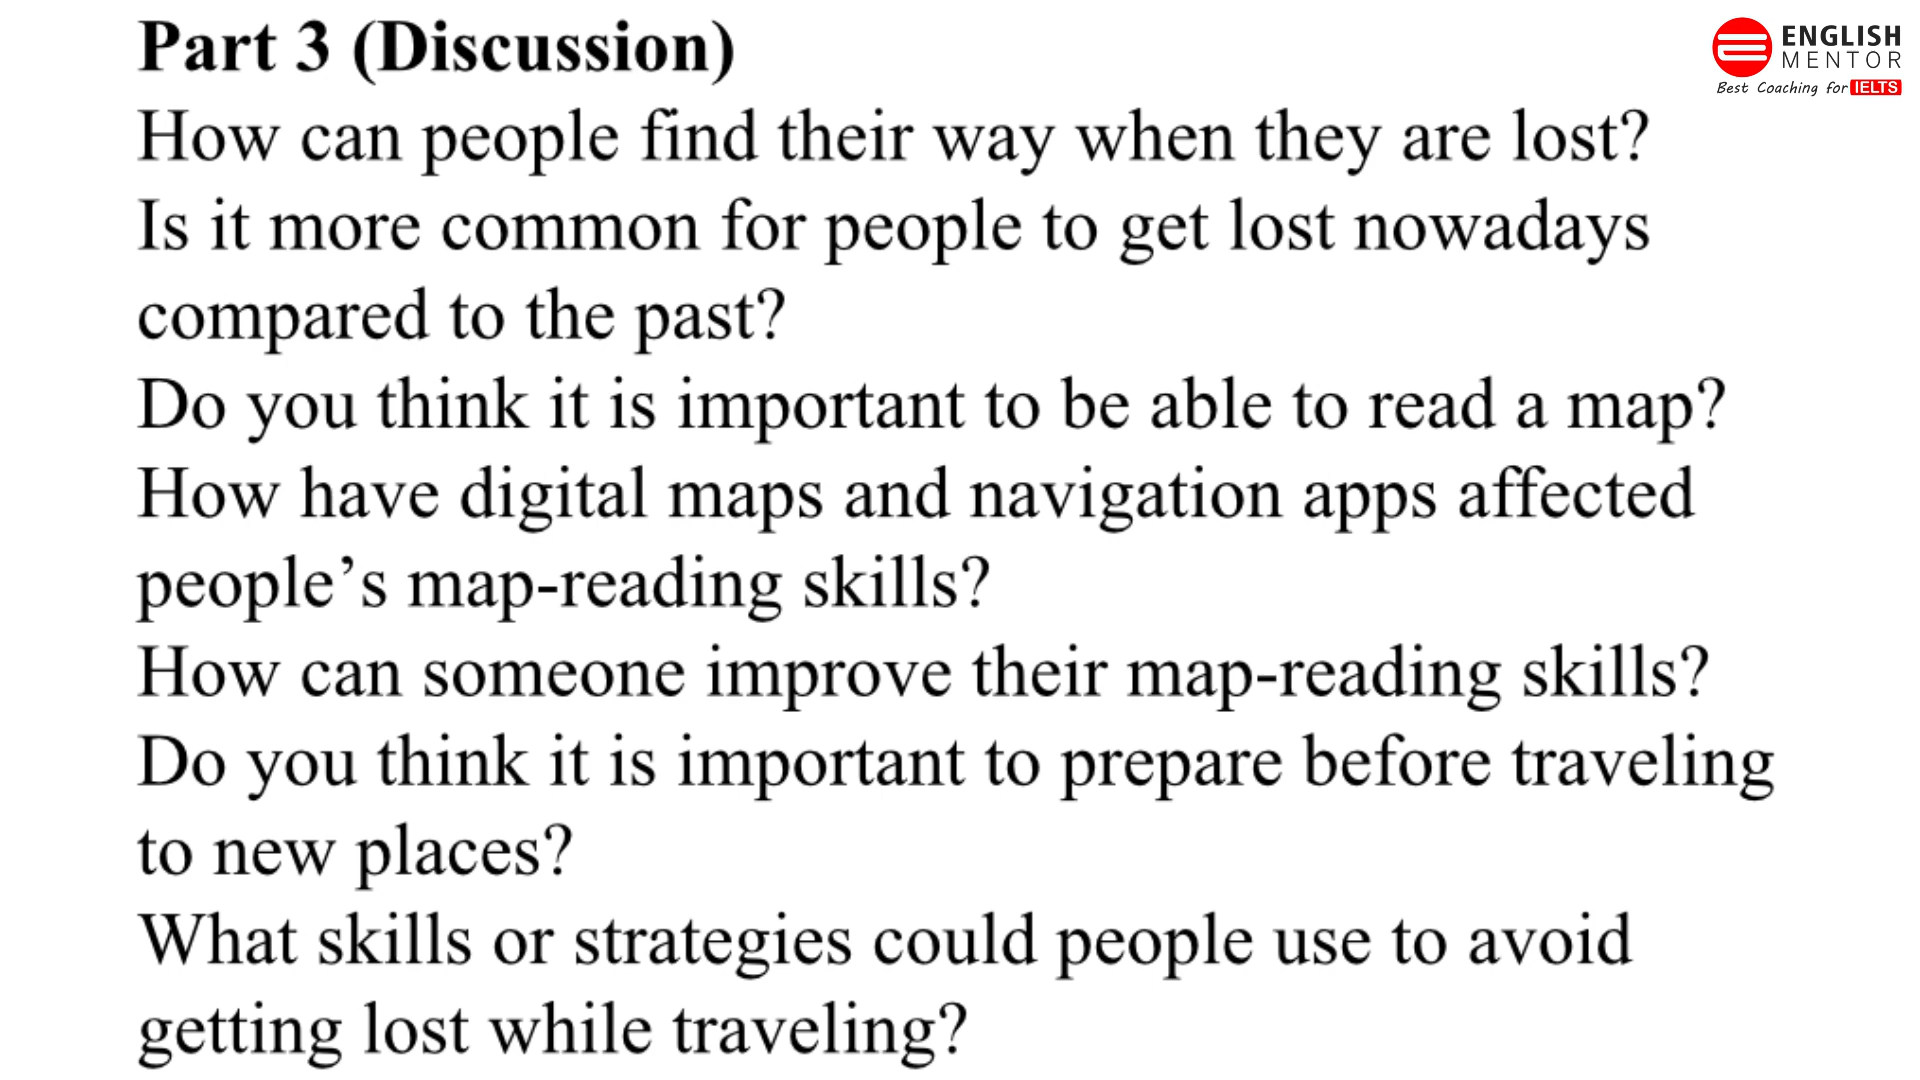 Part 3 (Discussion)
ENGLISH
MENTOR
Best Coaching for IELTS
How can people find their way when they are lost?
Is it more common for people to get lost nowadays
compared to the past?
Do you think it is important to be able to read a map?
How have digital maps and navigation apps affected
people’s map-reading skills?
How can someone improve their map-reading skills?
Do you think it is important to prepare before traveling
to new places?
What skills or strategies could people use to avoid
getting lost while traveling?